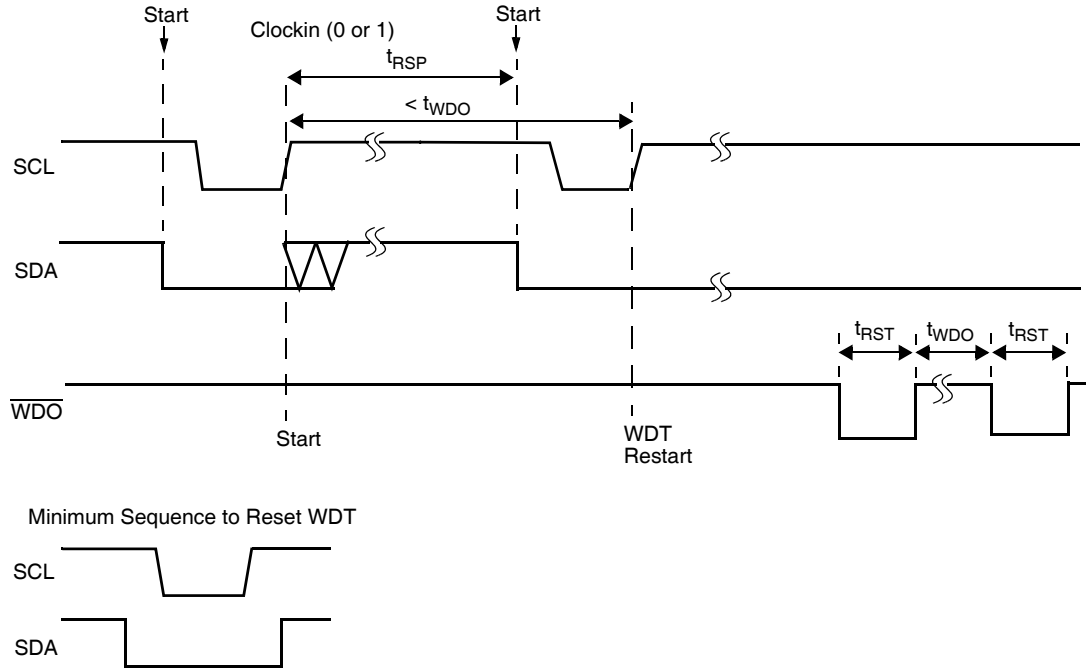 Start
Start
Clockin (0 or 1)
tRSP
< tWDO
SCL
SDA
tRST
tWDO
tRST
WDO
Start
WDT
Restart
Minimum Sequence to Reset WDT
SCL
SDA